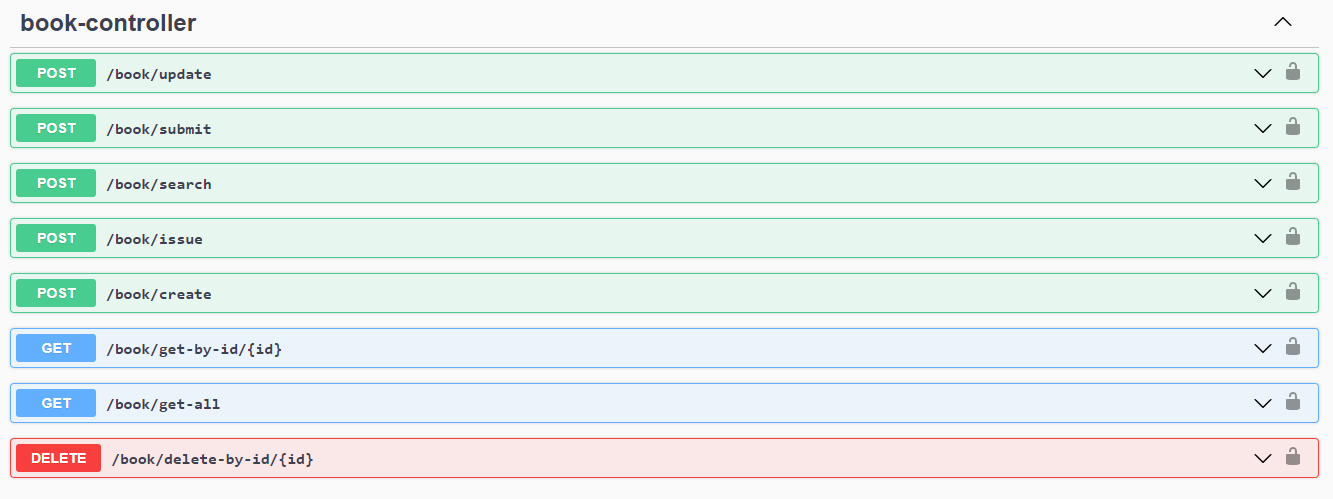 book-controller
POST /book/update
POST /book/submit
POST /book/search
POST /book/issue
POST /book/create
GET /book/get-by-id/{id}
GET /book/get-all
DELETE /book/delete-by-id/{id}